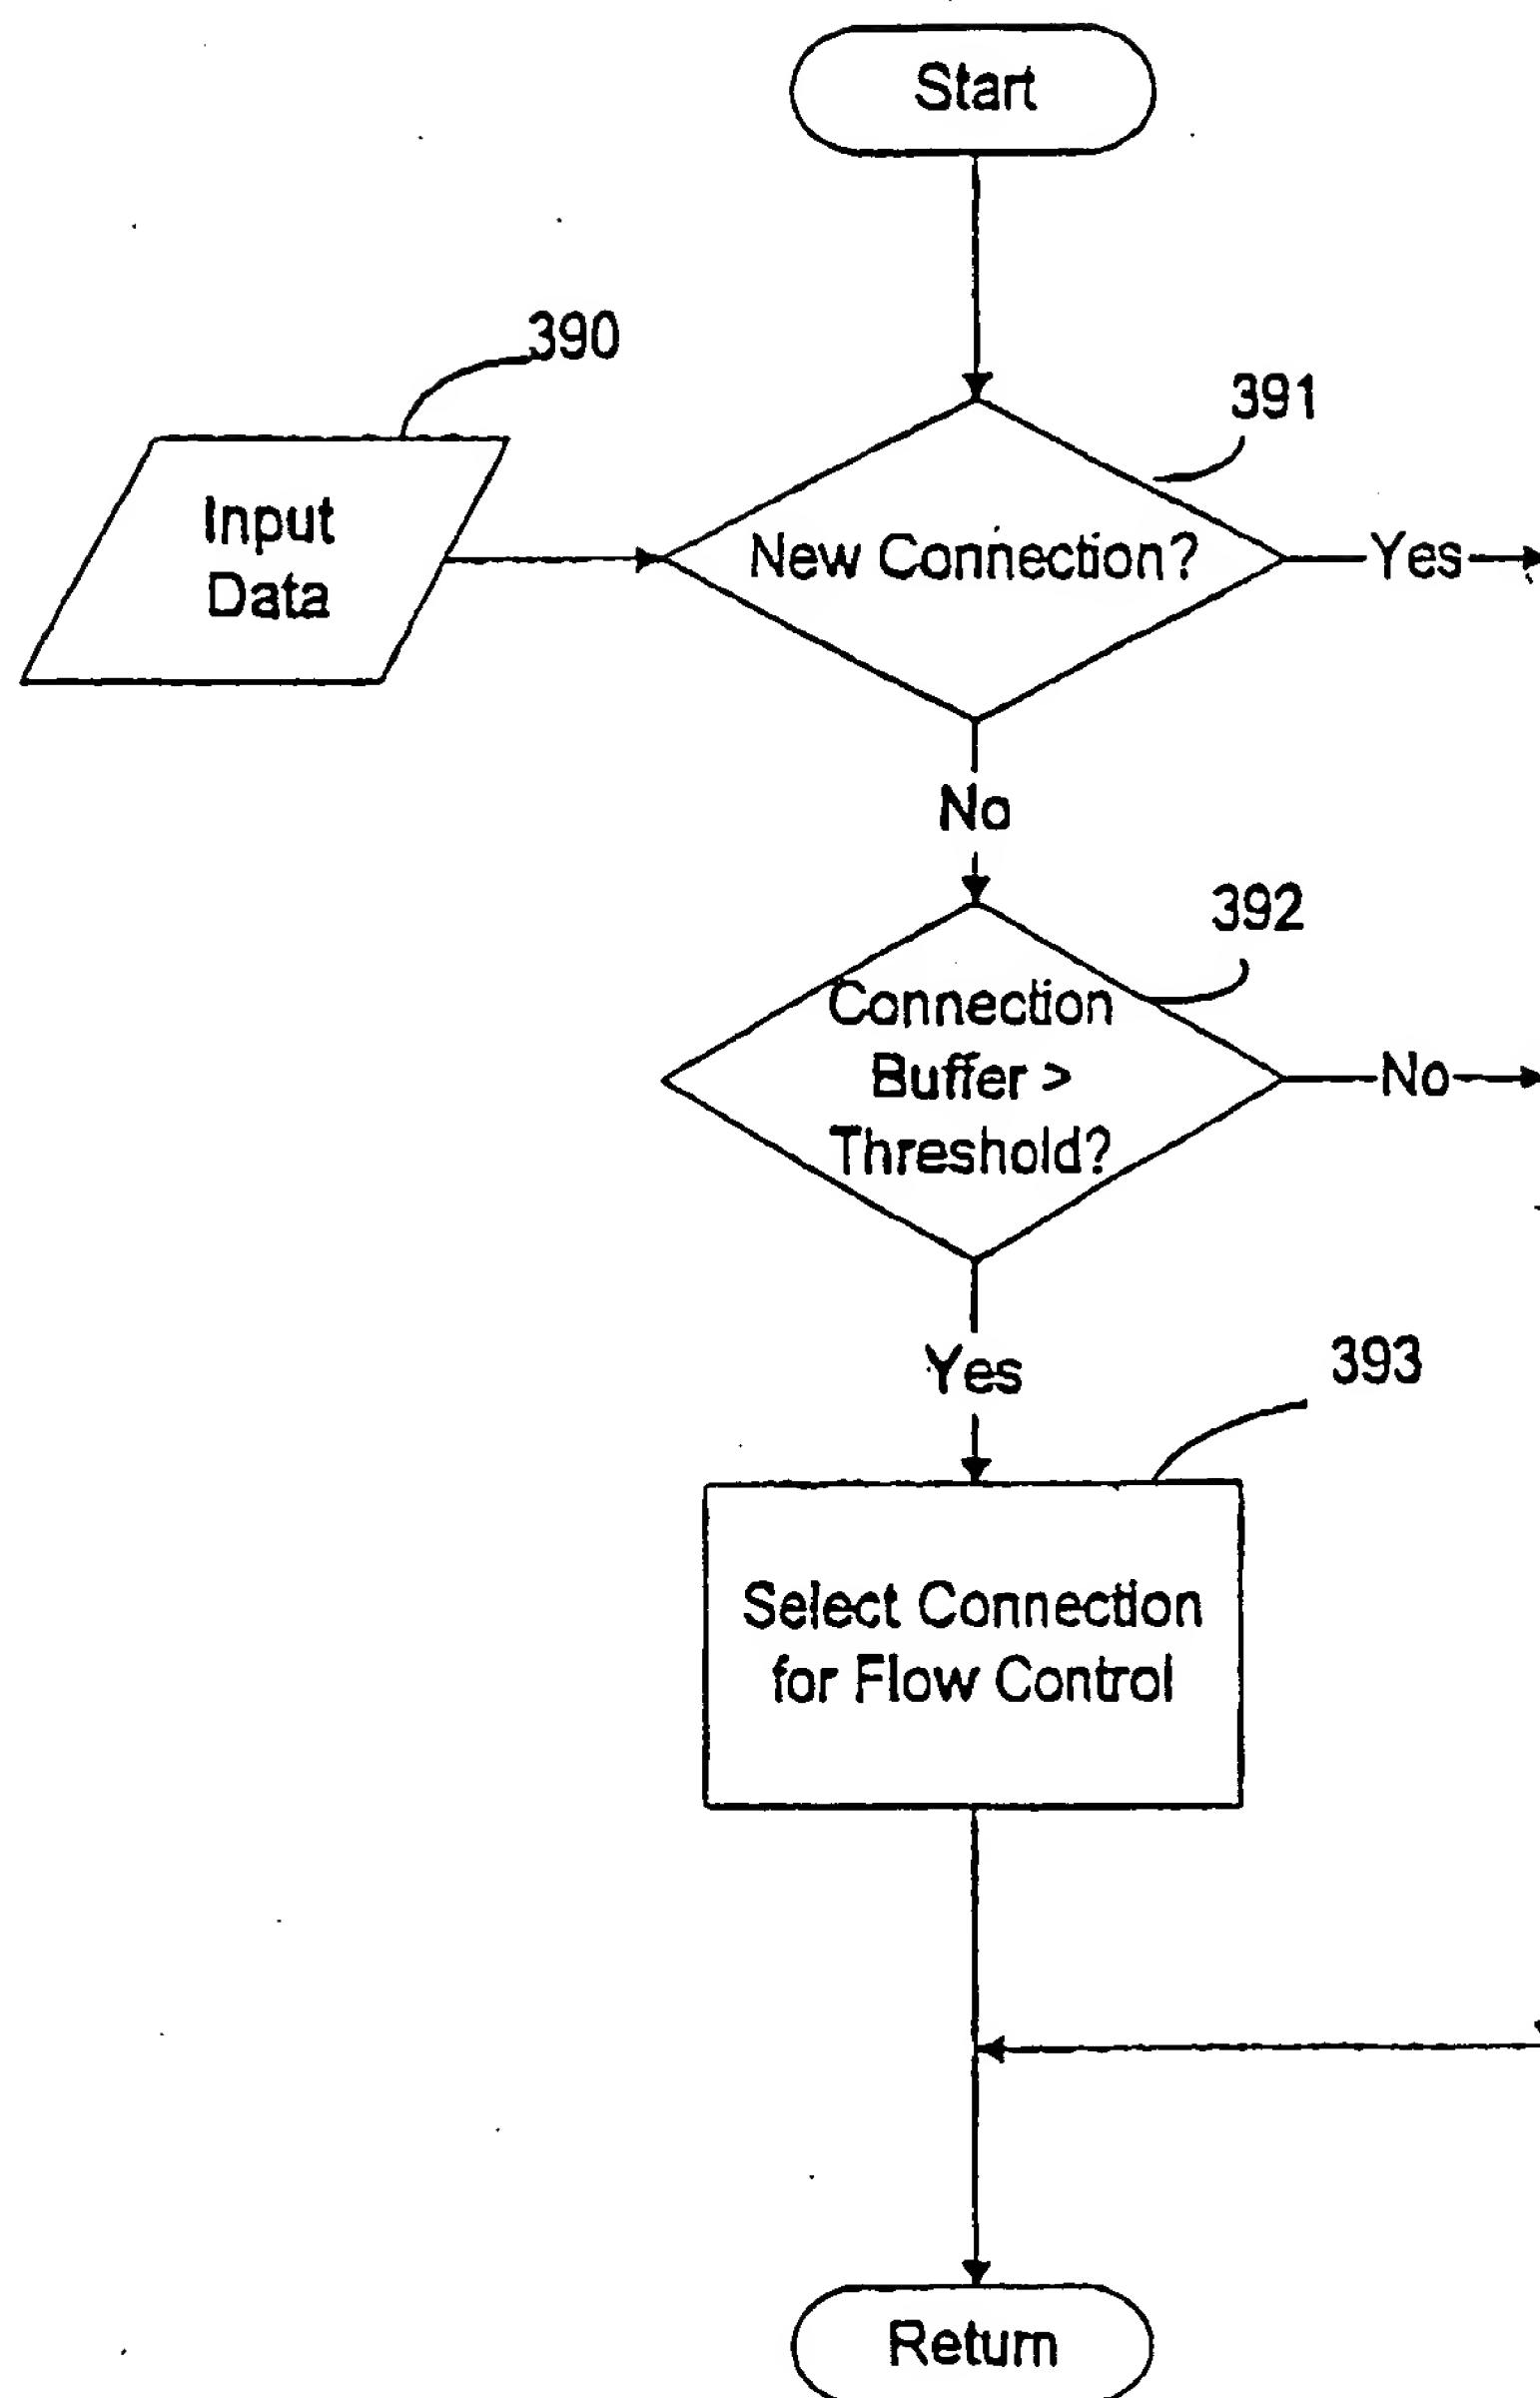 Start
390
391
Input
Data
New Connection?
Yes
No
392
Connection
Buffer >
Threshold?
No
Yes
393
Select Connection
for Flow Control
Return